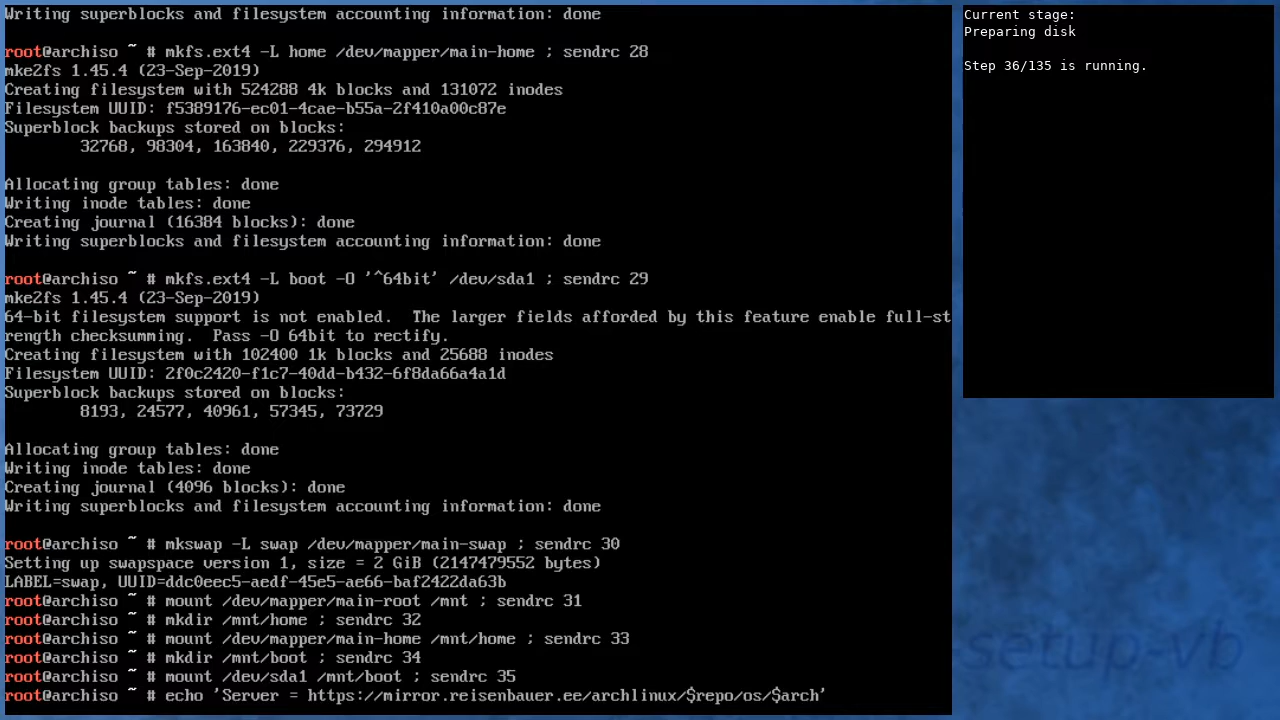 Writing superblocks and filesystem accounting information: done
root@archiso ~ # mkfs.ext4 -L home /dev/mapper/main-home ; sendrc 28
mke2fs 1.45.4 (23-Sep-2019)
Creating filesystem with 524288 4k blocks and 131072 inodes
Filesystem UUID: f5389176-ec01-4cae-b55a-2f410a00c87e
Superblock backups stored on blocks:
        32768, 98304, 163840, 229376, 294912
Allocating group tables: done
Writing inode tables: done
Creating journal (16384 blocks): done
Writing superblocks and filesystem accounting information: done
root@archiso ~ # mkfs.ext4 -L boot -O '^64bit' /dev/sda1 ; sendrc 29
mke2fs 1.45.4 (23-Sep-2019)
64-bit filesystem support is not enabled.  The larger fields afforded by this feature enable full-st
rength checksumming.  Pass -O 64bit to rectify.
Creating filesystem with 102400 1k blocks and 25688 inodes
Filesystem UUID: 2f0c2420-f1c7-40dd-b432-6f8da66a4a1d
Superblock backups stored on blocks:
        8193, 24577, 40961, 57345, 73729
Allocating group tables: done
Writing inode tables: done
Creating journal (4096 blocks): done
Writing superblocks and filesystem accounting information: done
root@archiso ~ # mkswap -L swap /dev/mapper/main-swap ; sendrc 30
Setting up swapspace version 1, size = 2 GiB (2147479552 bytes)
LABEL=swap, UUID=ddc0eec5-aedf-45e5-ae66-baf2422da63b
root@archiso ~ # mount /dev/mapper/main-root /mnt ; sendrc 31
root@archiso ~ # mkdir /mnt/home ; sendrc 32
root@archiso ~ # mount /dev/mapper/main-home /mnt/home ; sendrc 33
root@archiso ~ # mkdir /mnt/boot ; sendrc 34
root@archiso ~ # mount /dev/sda1 /mnt/boot ; sendrc 35
root@archiso ~ # echo 'Server = https://mirror.reisenbauer.ee/archlinux/$repo/os/$arch'
Current stage:
Preparing disk
Step 36/135 is running.
setup-vb